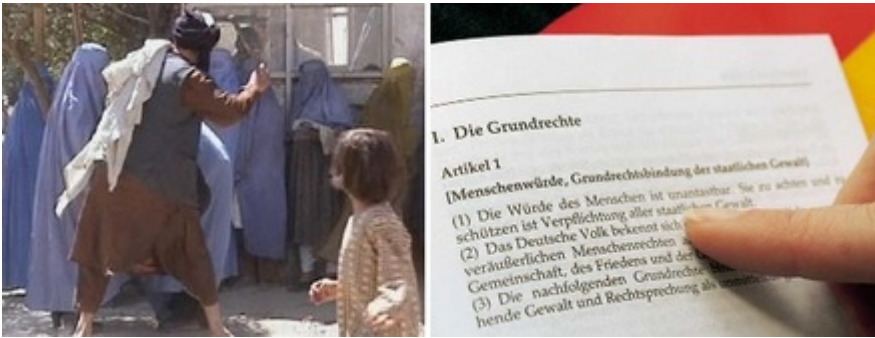 I. Die Grundrechte
Artikel 1
[Menschenwürde, Grundrechtsbindung der staatlichen Gewalt]
(1) Die Würde des Menschen ist unantastbar. Sie zu achten und zu
schützen ist Verpflichtung aller staatlichen Gewalt.
(2) Das Deutsche Volk bekennt sich
veräußerlichen Menschenrechten
Gemeinschaft, des Friedens und der
(3) Die nachfolgenden Grundrechte
hende Gewalt und Rechtsprechung als